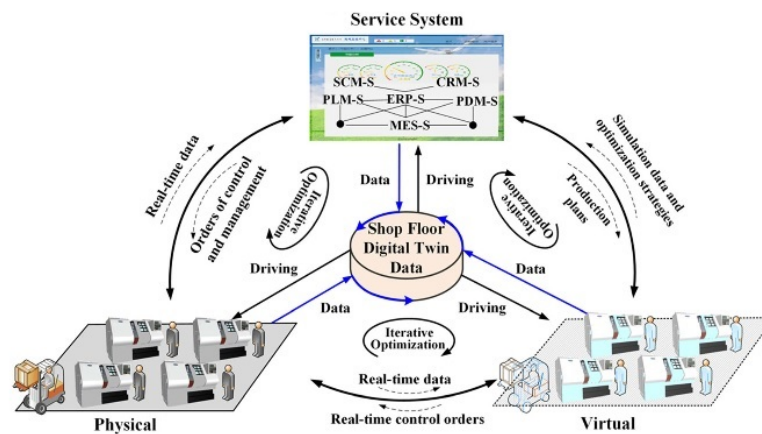 Service System
SCM-S
CRM-S
PLM-S
ERP-S
PDM-S
MES-S
Real-time data
Orders of control
and management
Iterative
Optimization
Data
Driving
Iterative
Optimization
Production
plans
Simulation data and
optimization strategies
Shop Floor
Digital Twin
Data
Driving
Data
Data
Driving
Iterative
Optimization
Real-time data
Real-time control orders
Physical
Virtual